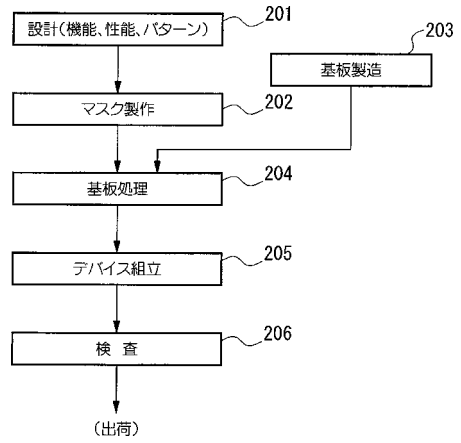 設計(機能、性能、パターン)
201
203
基板製造
マスク製作
202
基板処理
204
デバイス組立
205
検 査
206
(出荷)